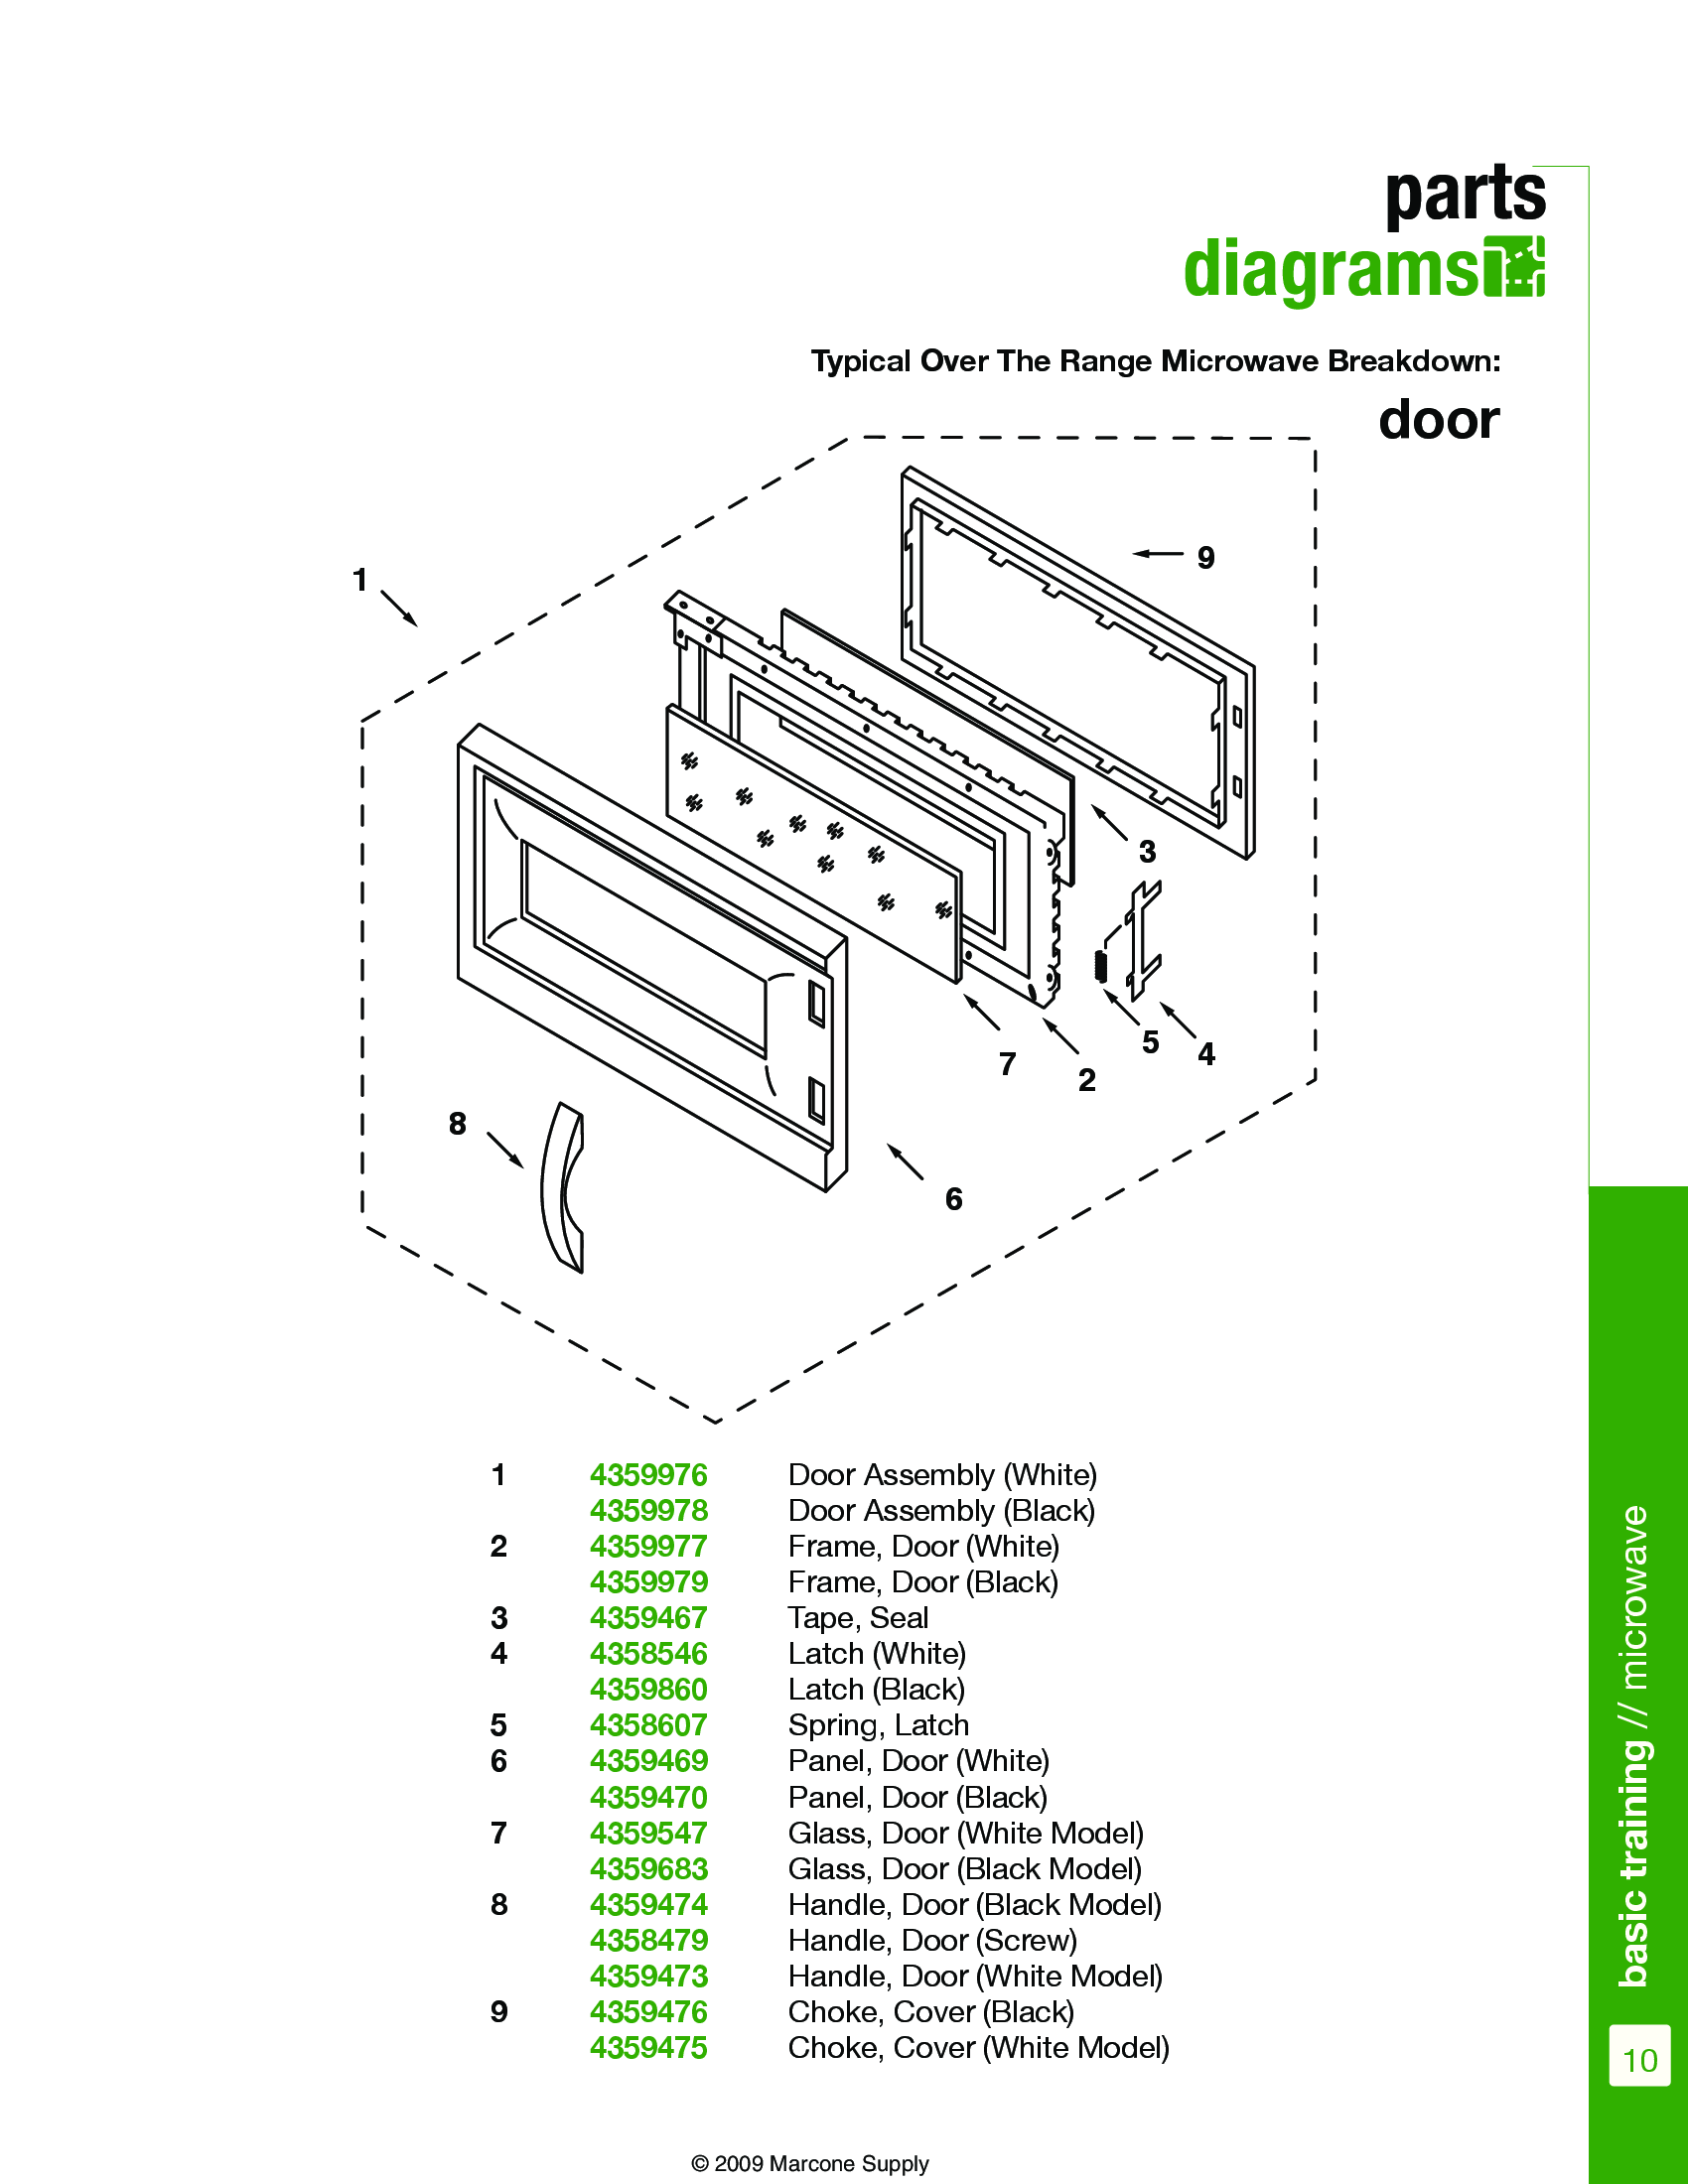 parts
diagrams
Typical Over The Range Microwave Breakdown:
door
1
9
3
5
4
7
2
8
6
1 4359976 Door Assembly (White)
4359978 Door Assembly (Black)
2 4359977 Frame, Door (White)
4359979 Frame, Door (Black)
3 4359467 Tape, Seal
4 4358546 Latch (White)
4359860 Latch (Black)
5 4358607 Spring, Latch
6 4359469 Panel, Door (White)
4359470 Panel, Door (Black)
7 4359547 Glass, Door (White Model)
4359683 Glass, Door (Black Model)
8 4359474 Handle, Door (Black Model)
4358479 Handle, Door (Screw)
4359473 Handle, Door (White Model)
9 4359476 Choke, Cover (Black)
4359475 Choke, Cover (White Model)
basic training // microwave
10
© 2009 Marcone Supply